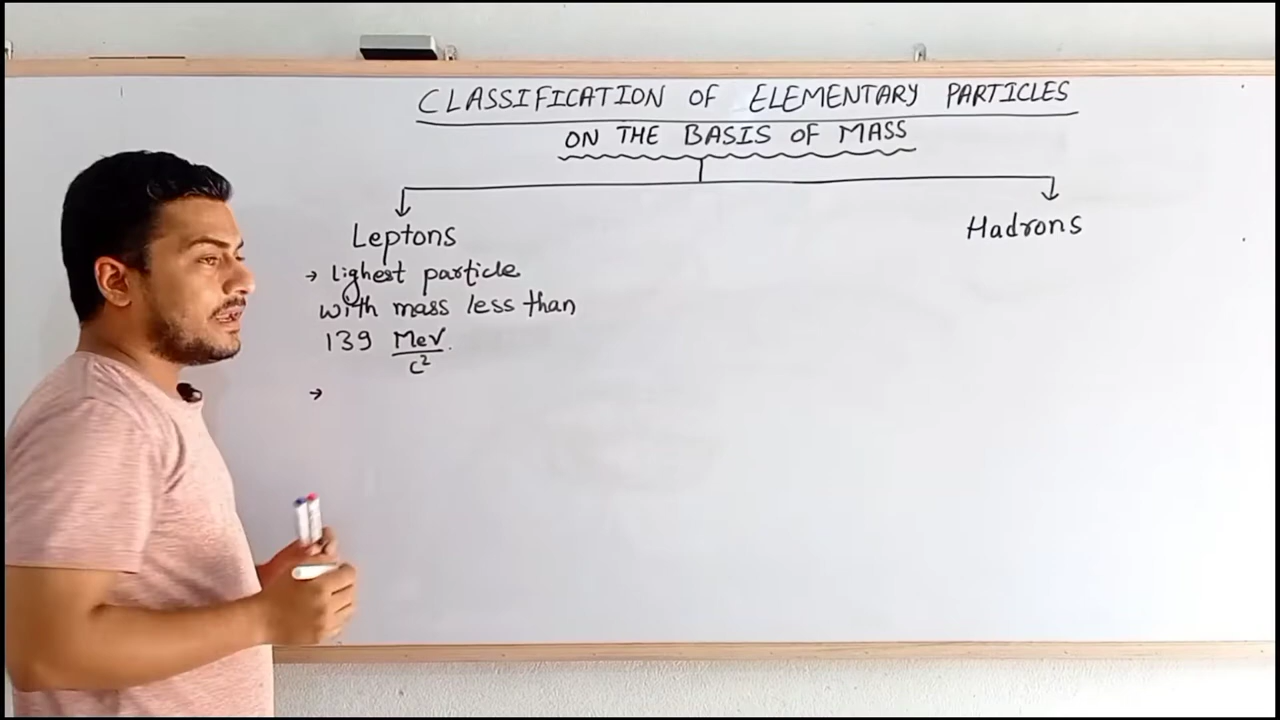 CLASSIFICATION OF ELEMENTARY PARTICLES
ON THE BASIS OF MASS
Leptons
Hadrons
→ Lighest particle
with mass less than
139 MeV/c².
→